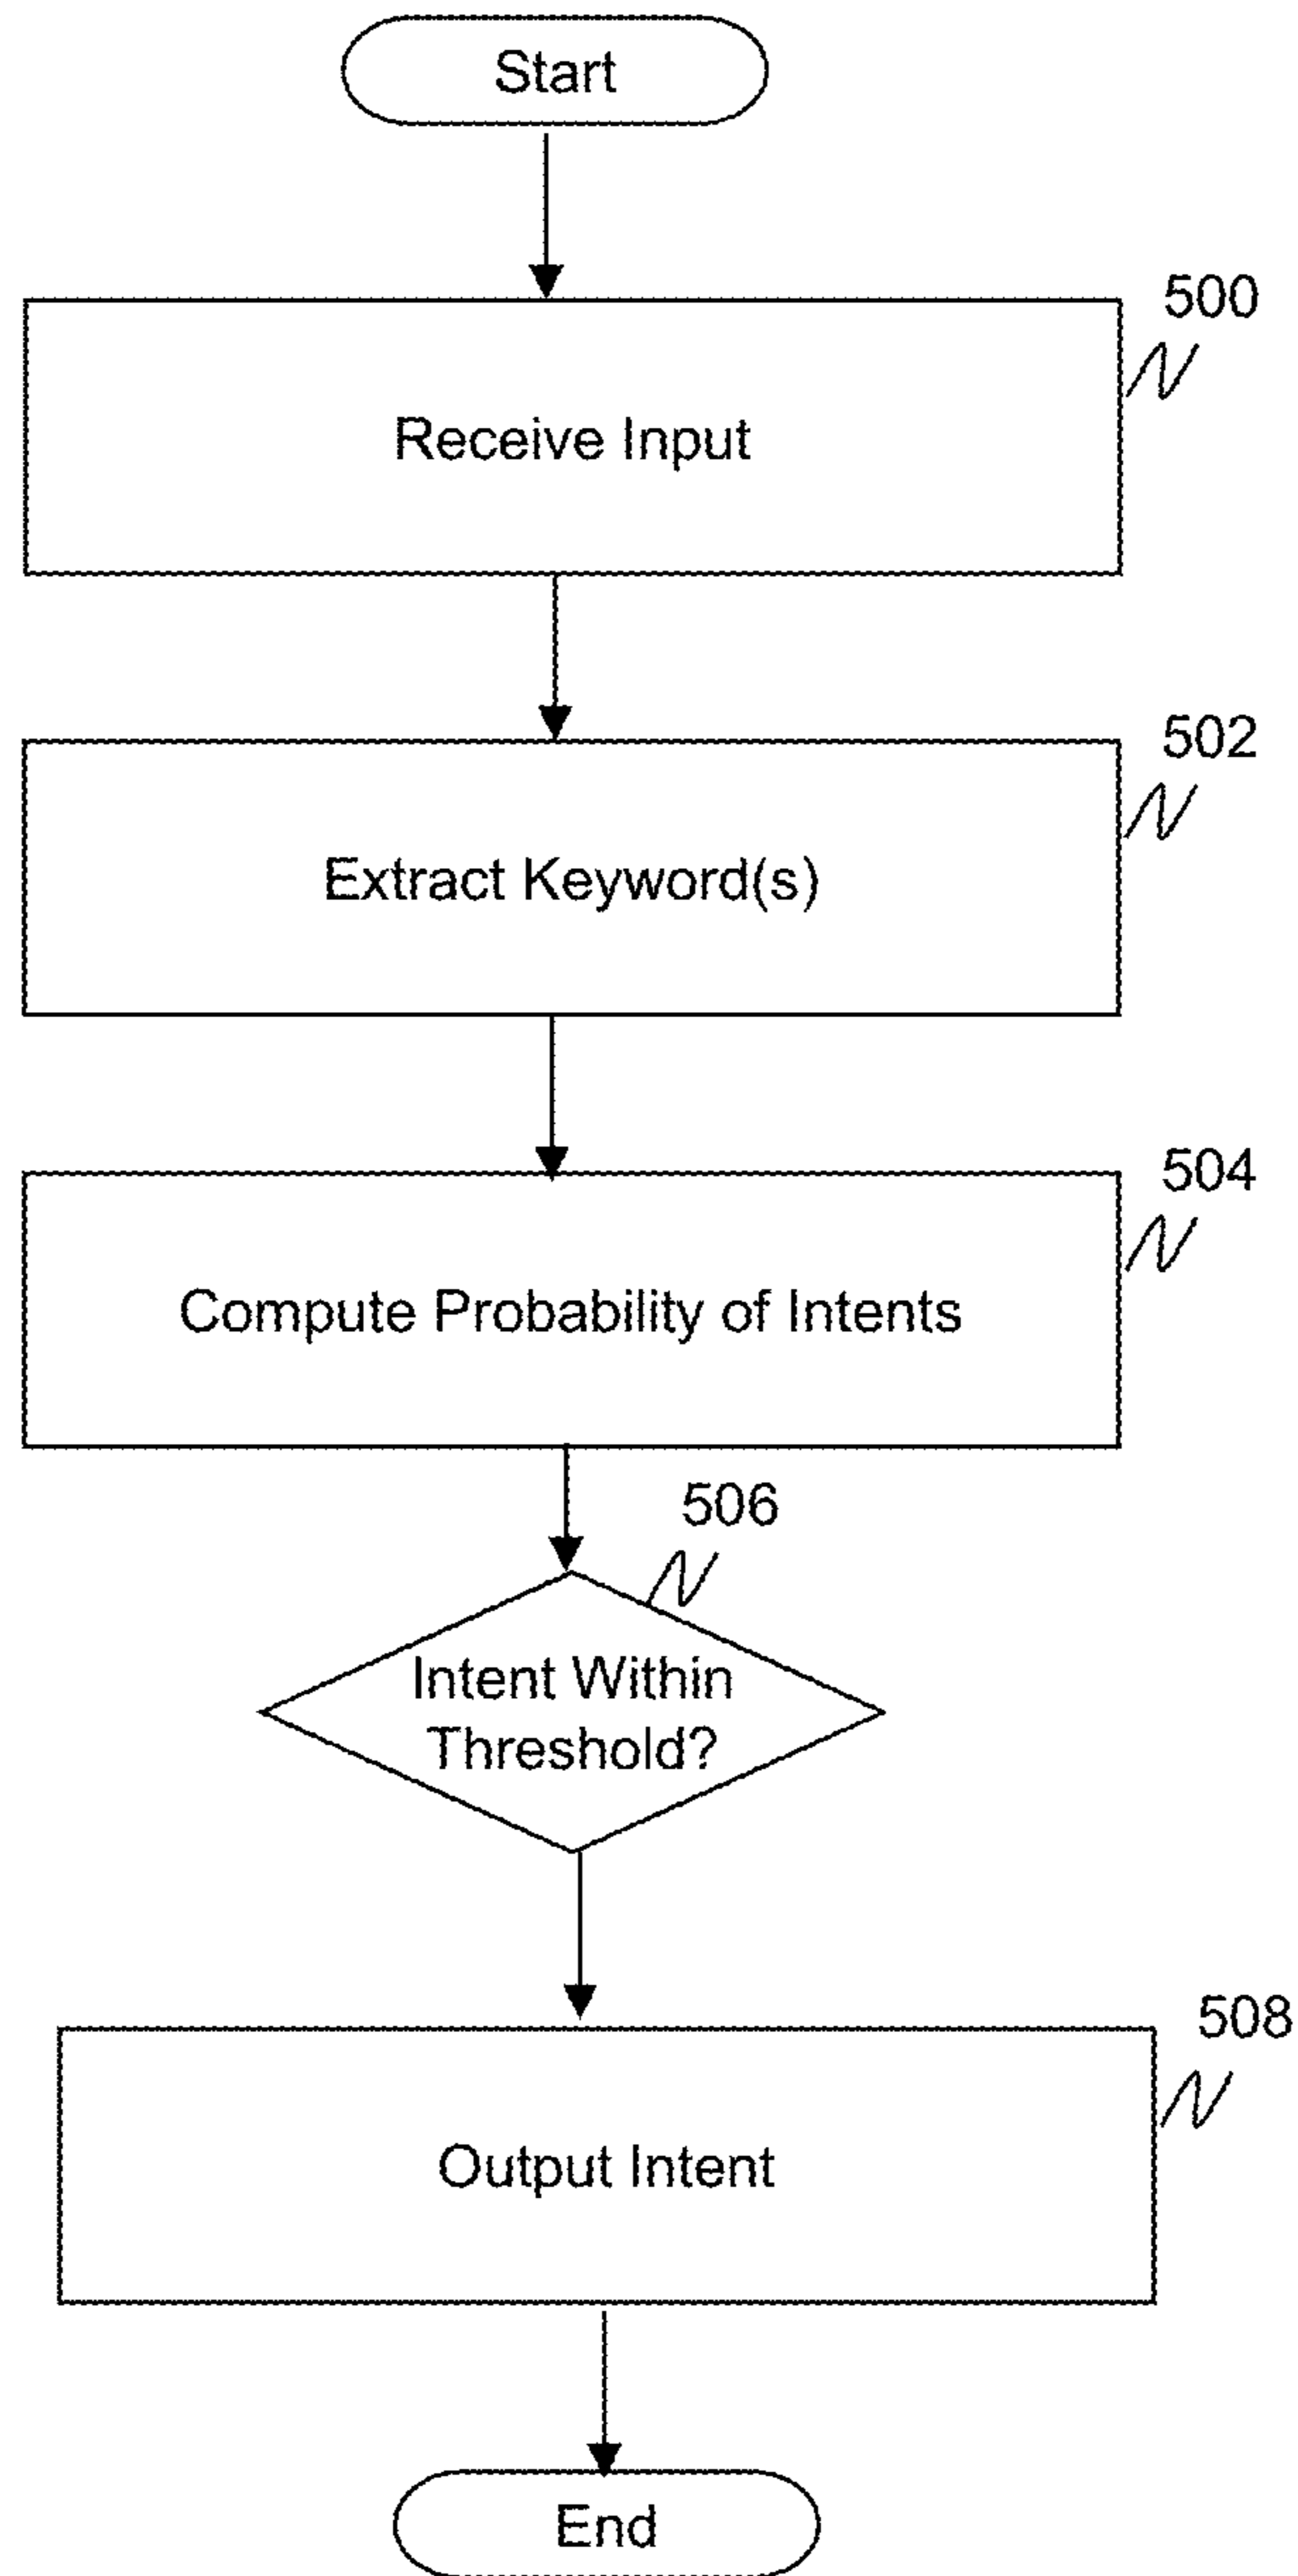 Start
500
Receive Input
502
Extract Keyword(s)
504
Compute Probability of Intents
506
Intent Within
Threshold?
508
Output Intent
End